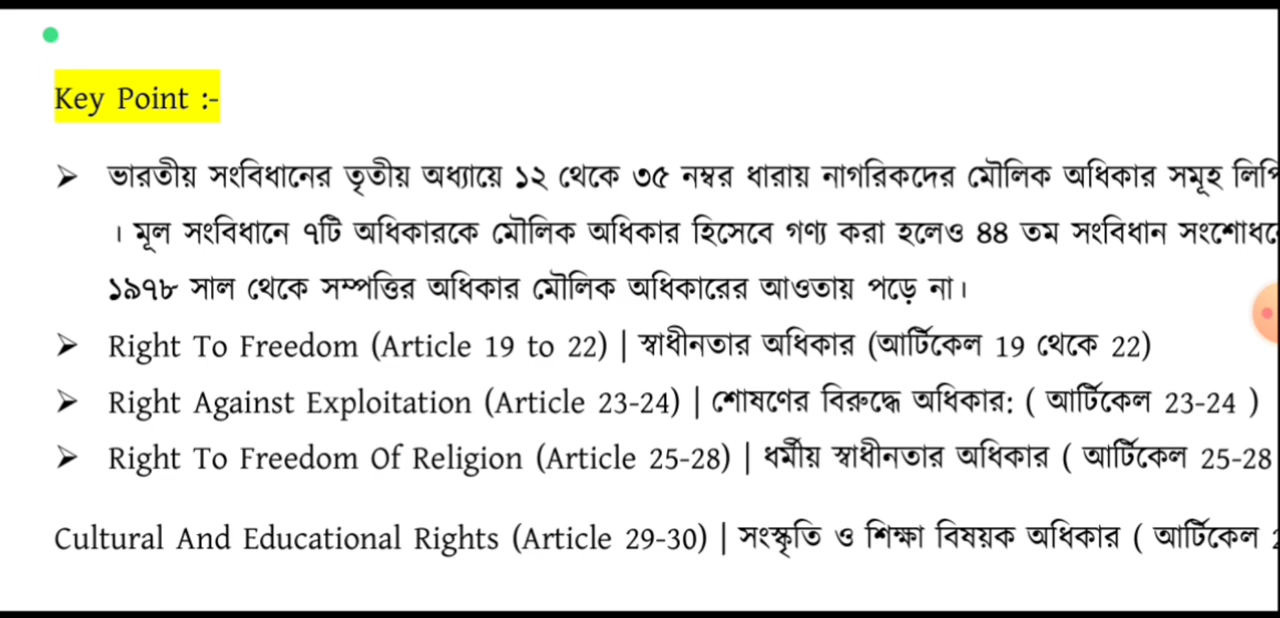 Key Point :-
➤ ভারতীয় সংবিধানের তৃতীয় অধ্যায়ে ১২ থেকে ৩৫ নম্বর ধারায় নাগরিকদের মৌলিক অধিকার সমূহ
। মূল সংবিধানে ৭টি অধিকারকে মৌলিক অধিকার হিসেবে গণ্য করা হলেও 88 তম সংবিধান
১৯৭৮ সাল থেকে সম্পত্তির অধিকার মৌলিক অধিকারের আওতায় পড়ে না।
➤ Right To Freedom (Article 19 to 22) | স্বাধীনতার অধিকার (আর্টিকেল 19 থেকে 22)
➤ Right Against Exploitation (Article 23-24) | শোষণের বিরুদ্ধে অধিকার: ( আর্টিকেল 23-24 )
➤ Right To Freedom Of Religion (Article 25-28) | ধর্মীয় স্বাধীনতার অধিকার ( আর্টিকেল 25-28
Cultural And Educational Rights (Article 29-30) | সংস্কৃতি ও শিক্ষা বিষয়ক অধিকার ( আর্টিকেল